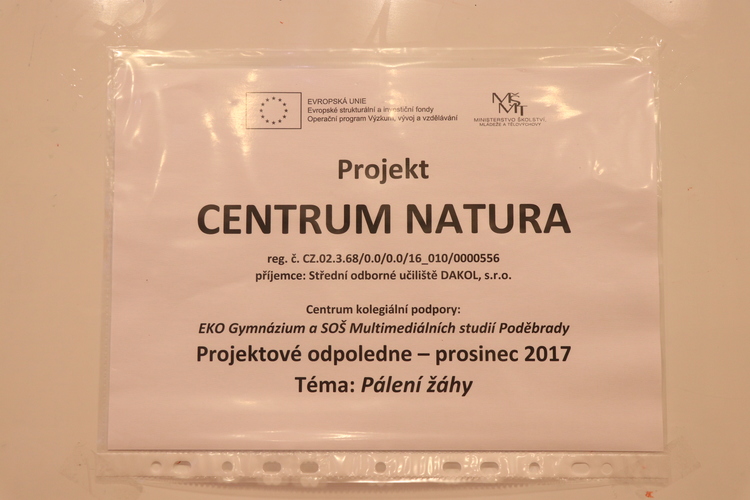 EVROPSKÁ UNIE
Evropské strukturální a investiční fondy
Operační program Výzkum, vývoj a vzdělávání
MŠMT
MINISTERSTVO ŠKOLSTVÍ,
MLÁDEŽE A TĚLOVÝCHOVY
Projekt
CENTRUM NATURA
reg. č. CZ.02.3.68/0.0/0.0/16_010/0000556
příjemce: Střední odborné učiliště DAKOL, s.r.o.
Centrum kolegiální podpory:
EKO Gymnázium a SOŠ Multimediálních studií Poděbrady
Projektové odpoledne – prosinec 2017
Téma: Pálení žáhy